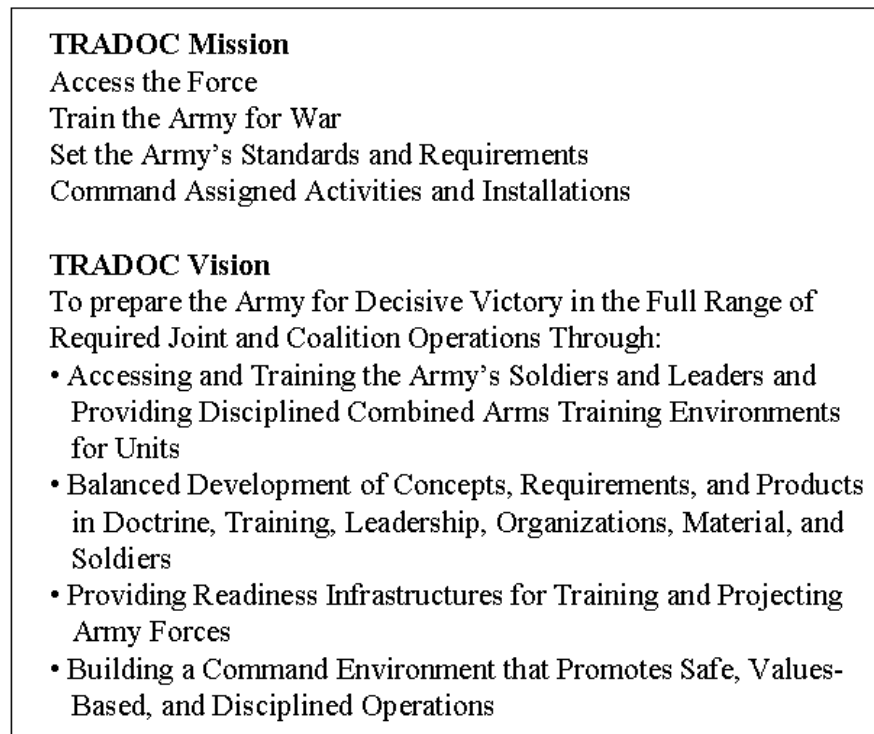 TRADOC Mission
Access the Force
Train the Army for War
Set the Army’s Standards and Requirements
Command Assigned Activities and Installations
TRADOC Vision
To prepare the Army for Decisive Victory in the Full Range of
Required Joint and Coalition Operations Through:
• Accessing and Training the Army’s Soldiers and Leaders and
Providing Disciplined Combined Arms Training Environments
for Units
• Balanced Development of Concepts, Requirements, and Products
in Doctrine, Training, Leadership, Organizations, Material, and
Soldiers
• Providing Readiness Infrastructures for Training and Projecting
Army Forces
• Building a Command Environment that Promotes Safe, Values-
Based, and Disciplined Operations